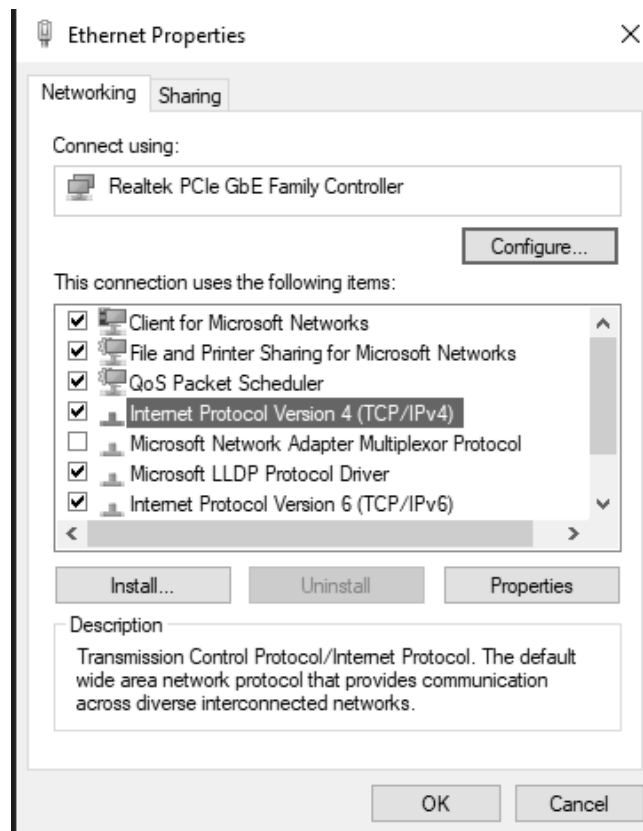 Ethernet Properties
Networking
Sharing
Connect using:
Realtek PCIe GbE Family Controller
Configure...
This connection uses the following items:
Client for Microsoft Networks
File and Printer Sharing for Microsoft Networks
QoS Packet Scheduler
Internet Protocol Version 4 (TCP/IPv4)
Microsoft Network Adapter Multiplexor Protocol
Microsoft LLDP Protocol Driver
Internet Protocol Version 6 (TCP/IPv6)
Install...
Uninstall
Properties
Description
Transmission Control Protocol/Internet Protocol. The default
wide area network protocol that provides communication
across diverse interconnected networks.
OK
Cancel